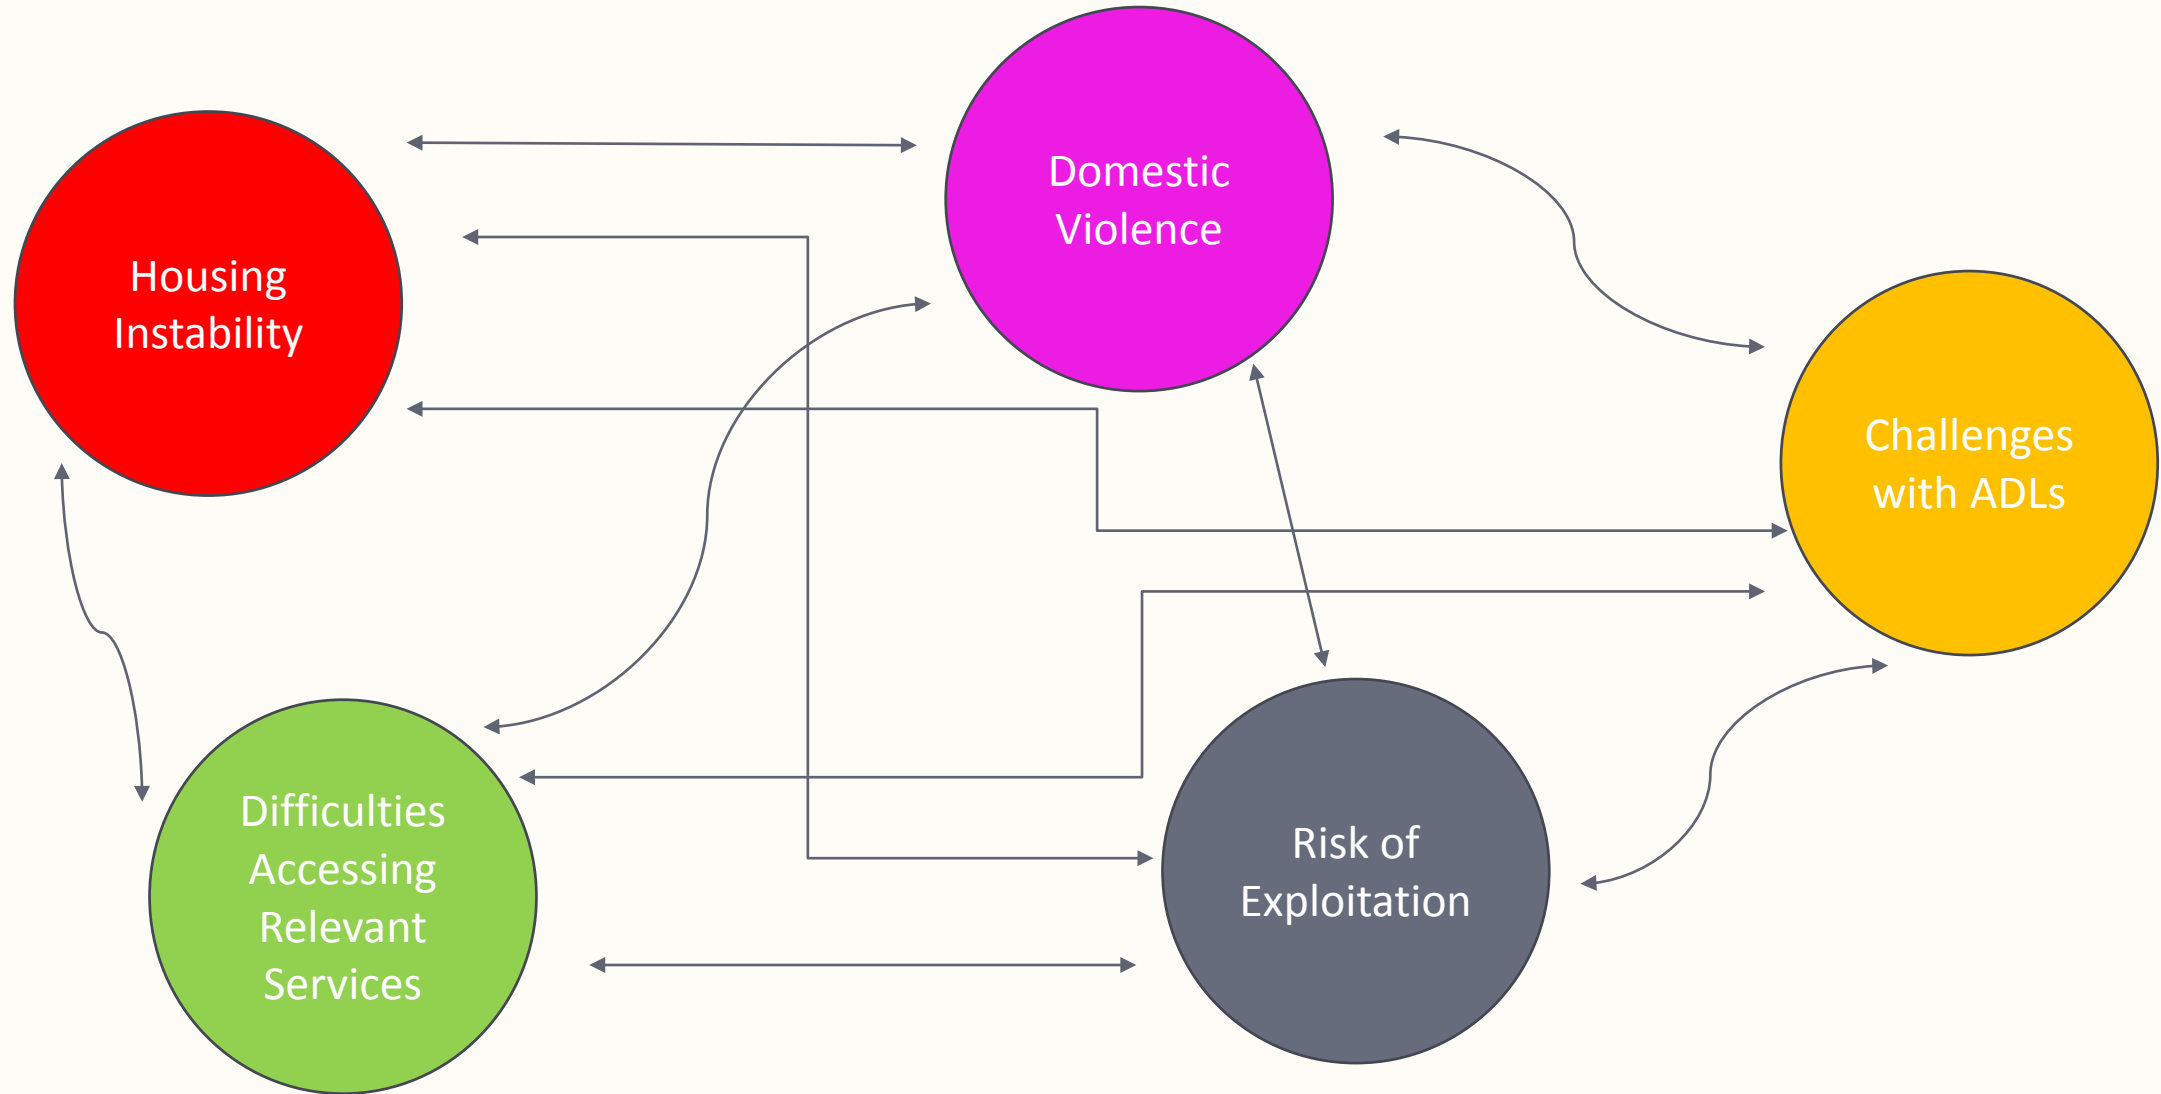 Domestic
Violence
Housing
Instability
Challenges
with ADLs
Difficulties
Accessing
Relevant
Services
Risk of
Exploitation